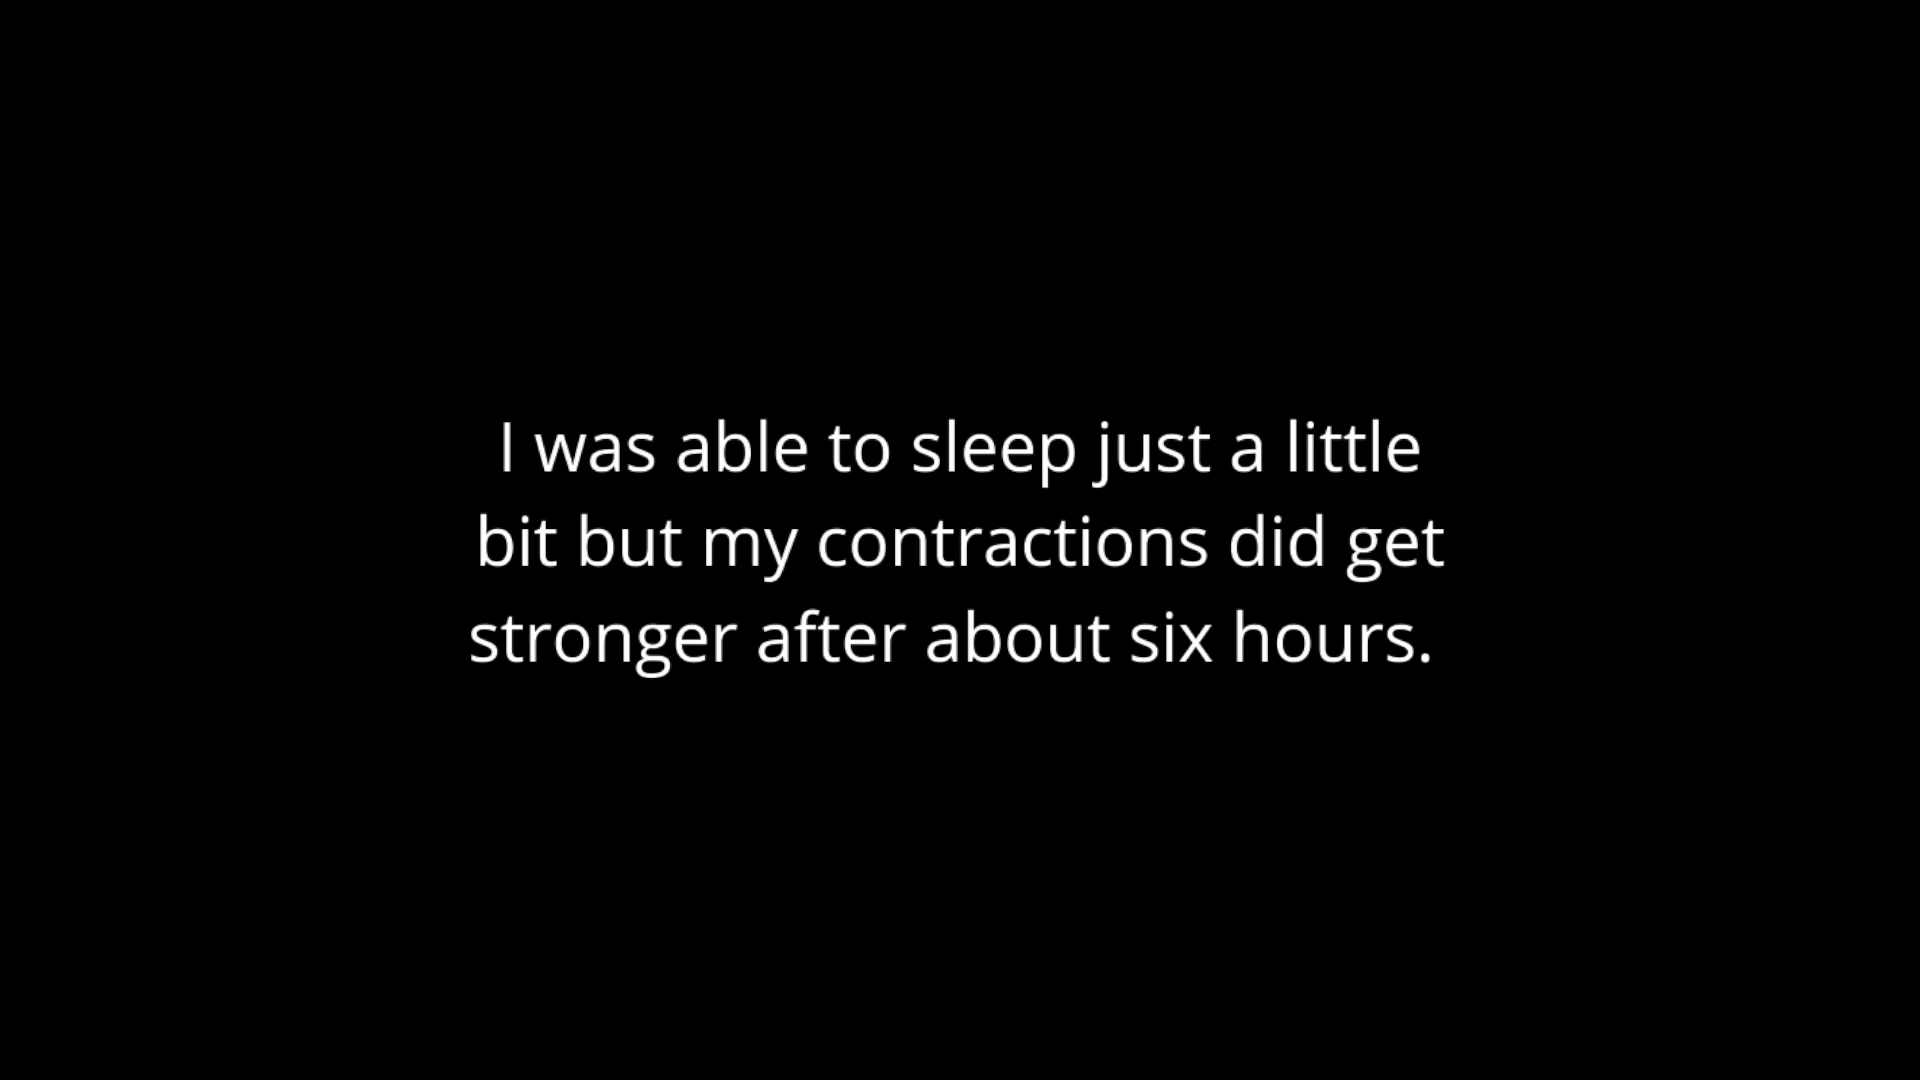 I was able to sleep just a little
bit but my contractions did get
stronger after about six hours.